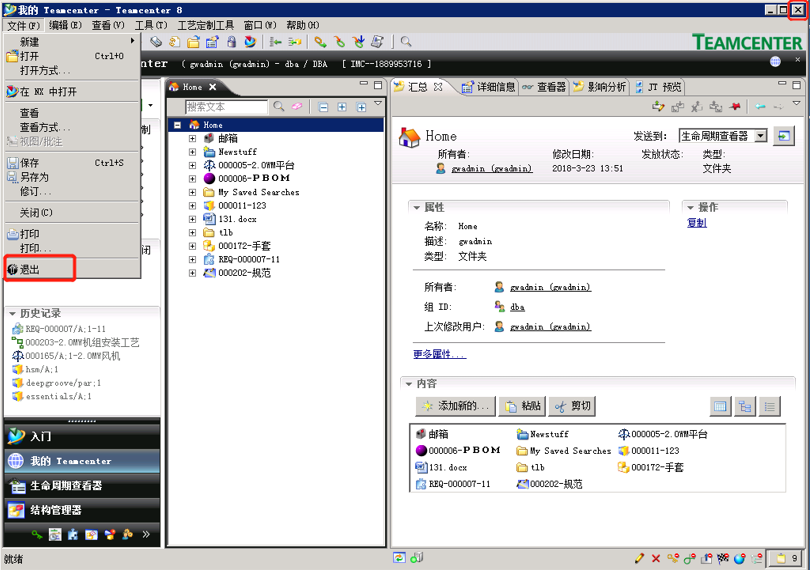 我的 Teamcenter - Teamcenter 8
文件(F) 编辑(E) 查看(V) 工具(T) 工艺定制工具 窗口(W) 帮助(H)
TEAMCENTER
nter ( gwadmin (gwadmin) - dba / DBA [ IMC--1889953716 ]
新建
打开 Ctrl+O
打开方式...
在 NX 中打开
查看
查看方式...
视图/批注
保存 Ctrl+S
另存为
修订...
关闭(C)
打印
打印...
退出
制
闭
历史记录
REQ-000007/A;1-11
000203-2.0MW机组安装工艺
000165/A;1-2.0MW风机
hsm/A;1
deepgroove/par;1
essentials/A;1
入门
我的 Teamcenter
生命周期查看器
结构管理器
就绪
Home
搜索文本
Home
邮箱
Newstuff
000005-2.0WM平台
000006-PBOM
My Saved Searches
000011-123
131.docx
tlb
000172-手套
REQ-000007-11
000202-规范
汇总 详细信息 查看器 影响分析 JT 预览
Home
发送到: 生命周期查看器
所有者: 修改日期: 发放状态: 类型:
gwadmin (gwadmin) 2018-3-23 13:51 文件夹
属性
名称: Home
描述: gwadmin
类型: 文件夹
所有者: gwadmin (gwadmin)
组 ID: dba
上次修改用户: gwadmin (gwadmin)
更多属性...
操作
复制
内容
添加新的... 粘贴 剪切
邮箱 Newstuff 000005-2.0WM平台
000006-PBOM My Saved Searches 000011-123
131.docx tlb 000172-手套
REQ-000007-11 000202-规范
9